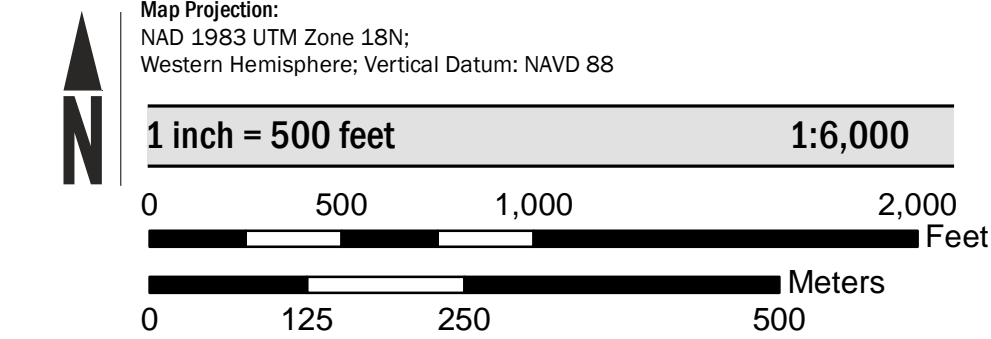 Map Projection:
NAD 1983 UTM Zone 18N;
Western Hemisphere; Vertical Datum: NAVD 88
N
1 inch = 500 feet 1:6,000
0 500 1,000 2,000
Feet
Meters
0 125 250 500